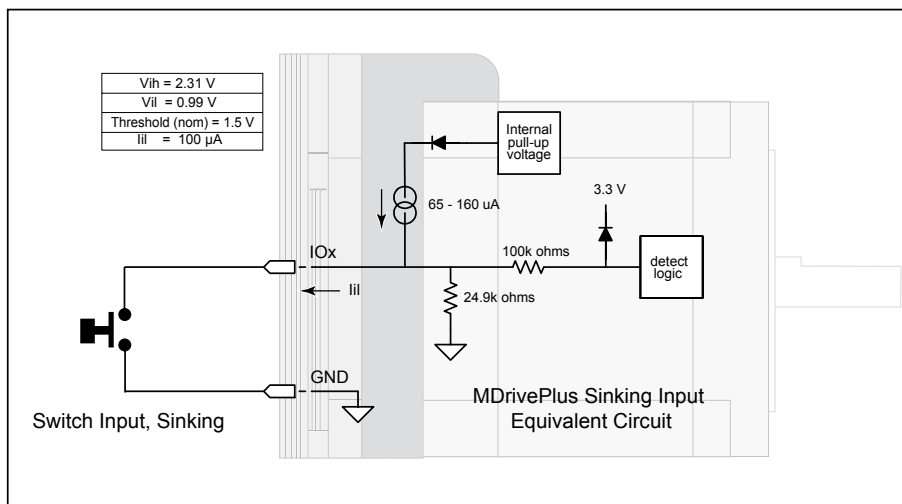 Vih = 2.31 V
Vil = 0.99 V
Threshold (nom) = 1.5 V
Iil = 100 µA
Internal
pull-up
voltage
65 - 160 uA
3.3 V
IOx
100k ohms
detect
logic
Iil
24.9k ohms
GND
Switch Input, Sinking
MDrivePlus Sinking Input
Equivalent Circuit